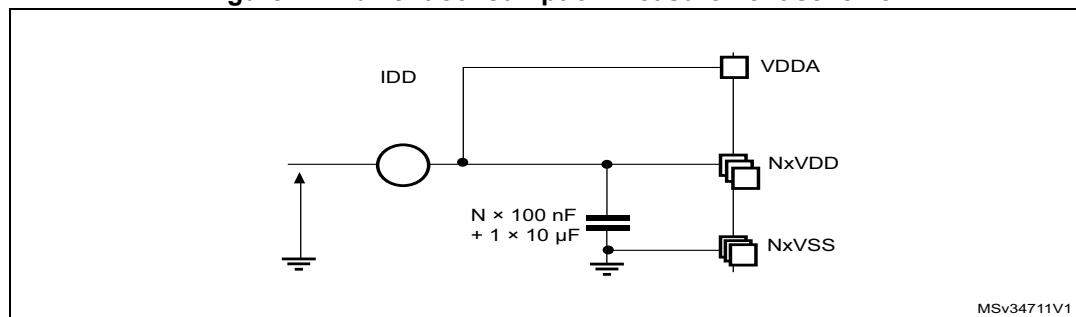 IDD
VDDA
NxVDD
N × 100 nF
+ 1 × 10 µF
NxVSS
MSv34711V1